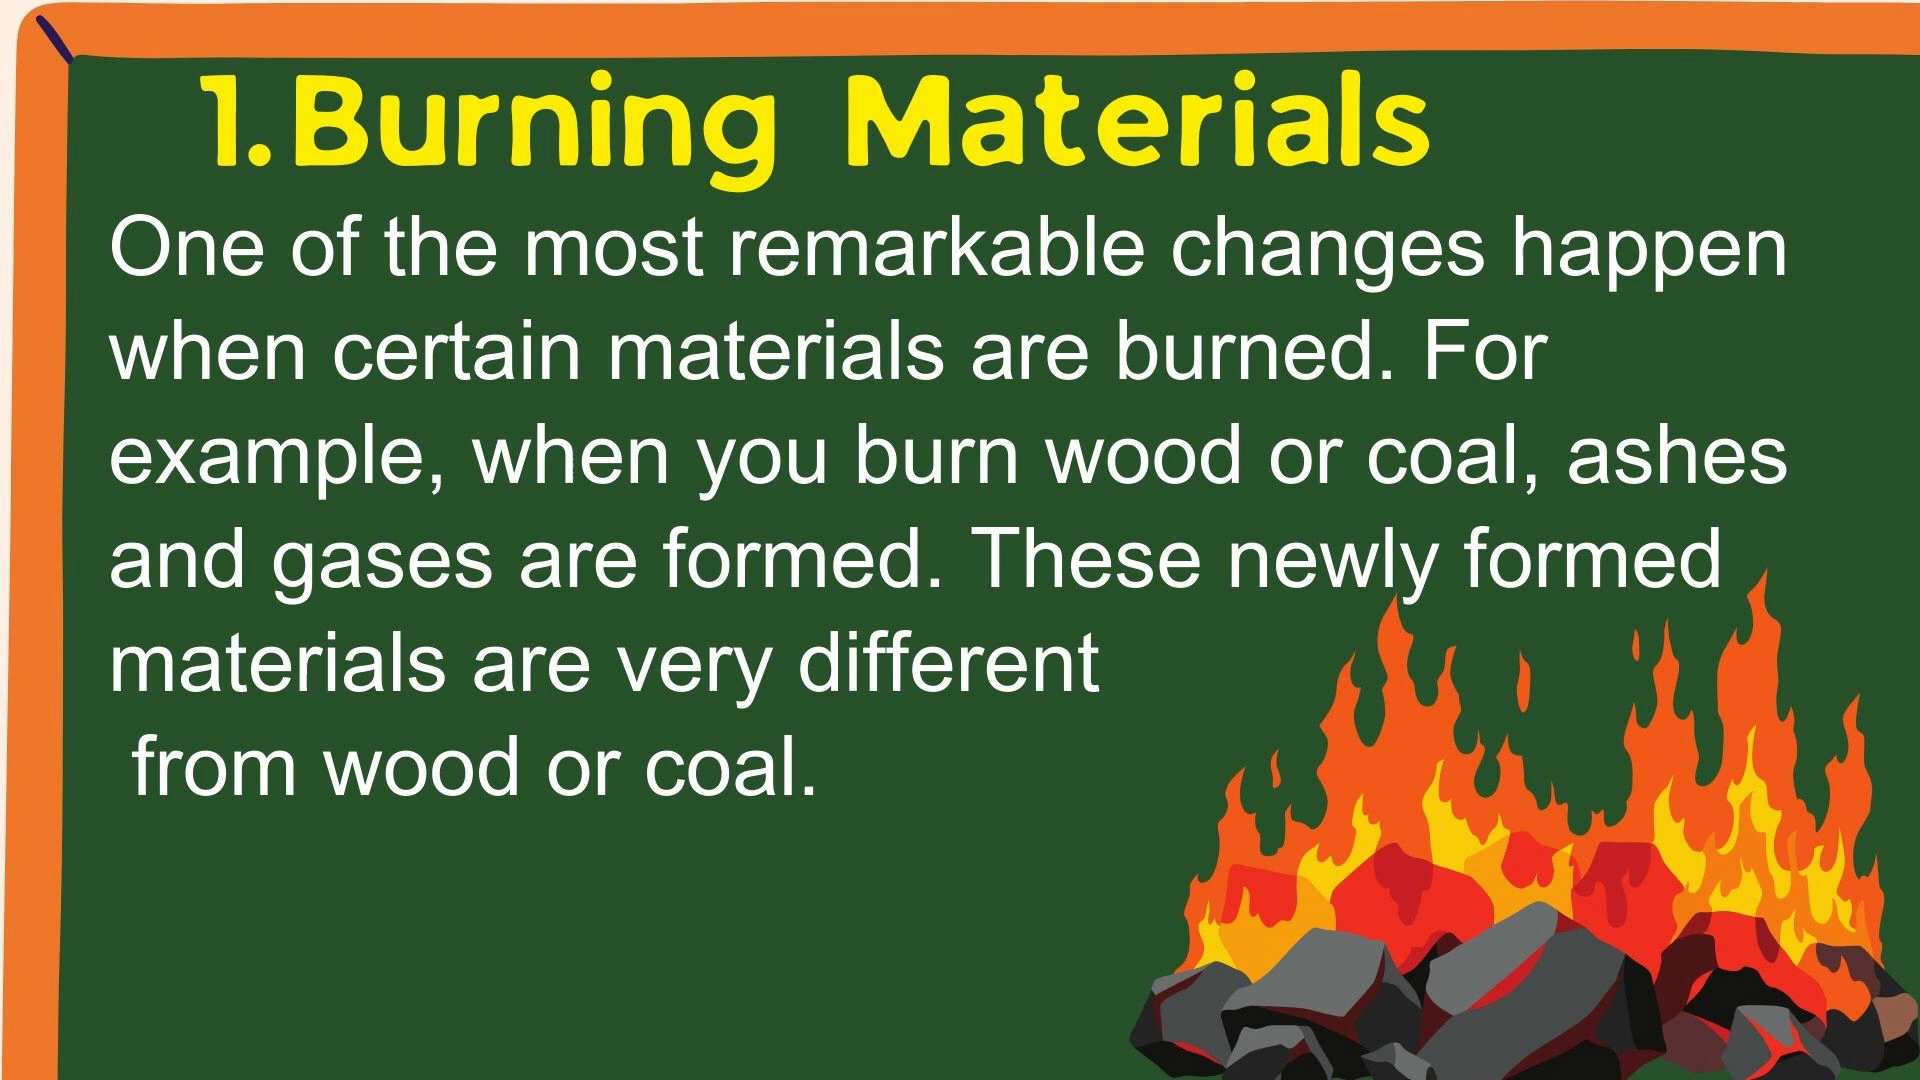 1.Burning Materials
One of the most remarkable changes happen
when certain materials are burned. For
example, when you burn wood or coal, ashes
and gases are formed. These newly formed
materials are very different
from wood or coal.